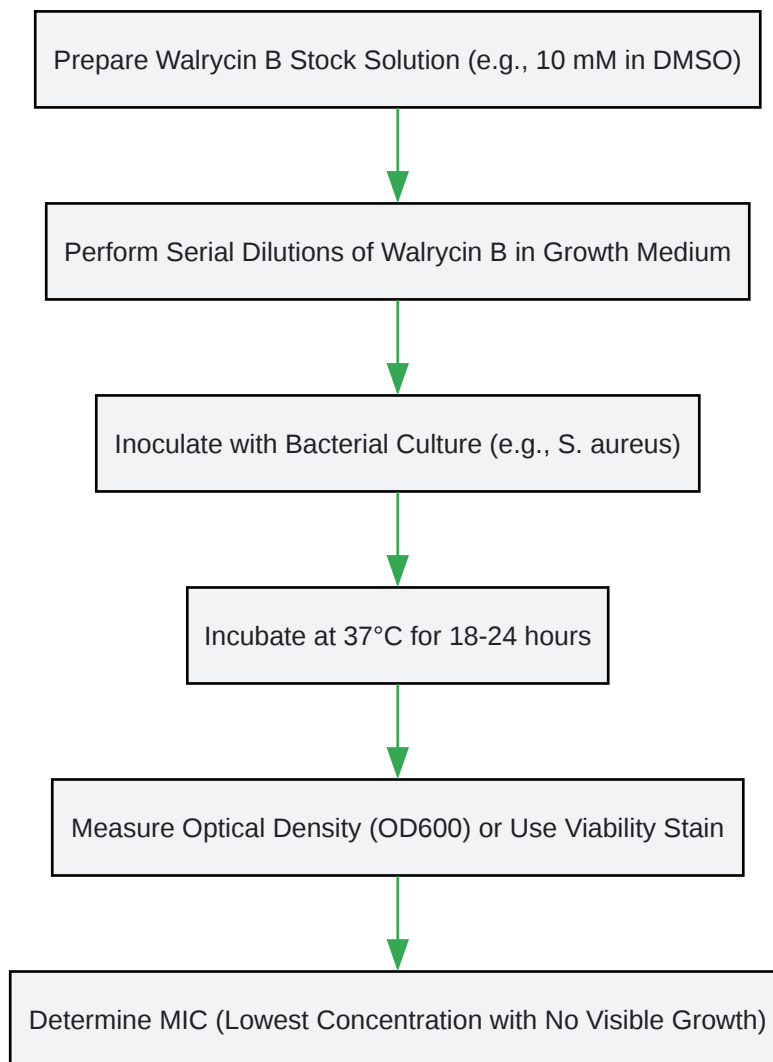 Prepare Walrycin B Stock Solution (e.g., 10 mM in DMSO)
Perform Serial Dilutions of Walrycin B in Growth Medium
Inoculate with Bacterial Culture (e.g., S. aureus)
Incubate at 37°C for 18-24 hours
Measure Optical Density (OD600) or Use Viability Stain
Determine MIC (Lowest Concentration with No Visible Growth)